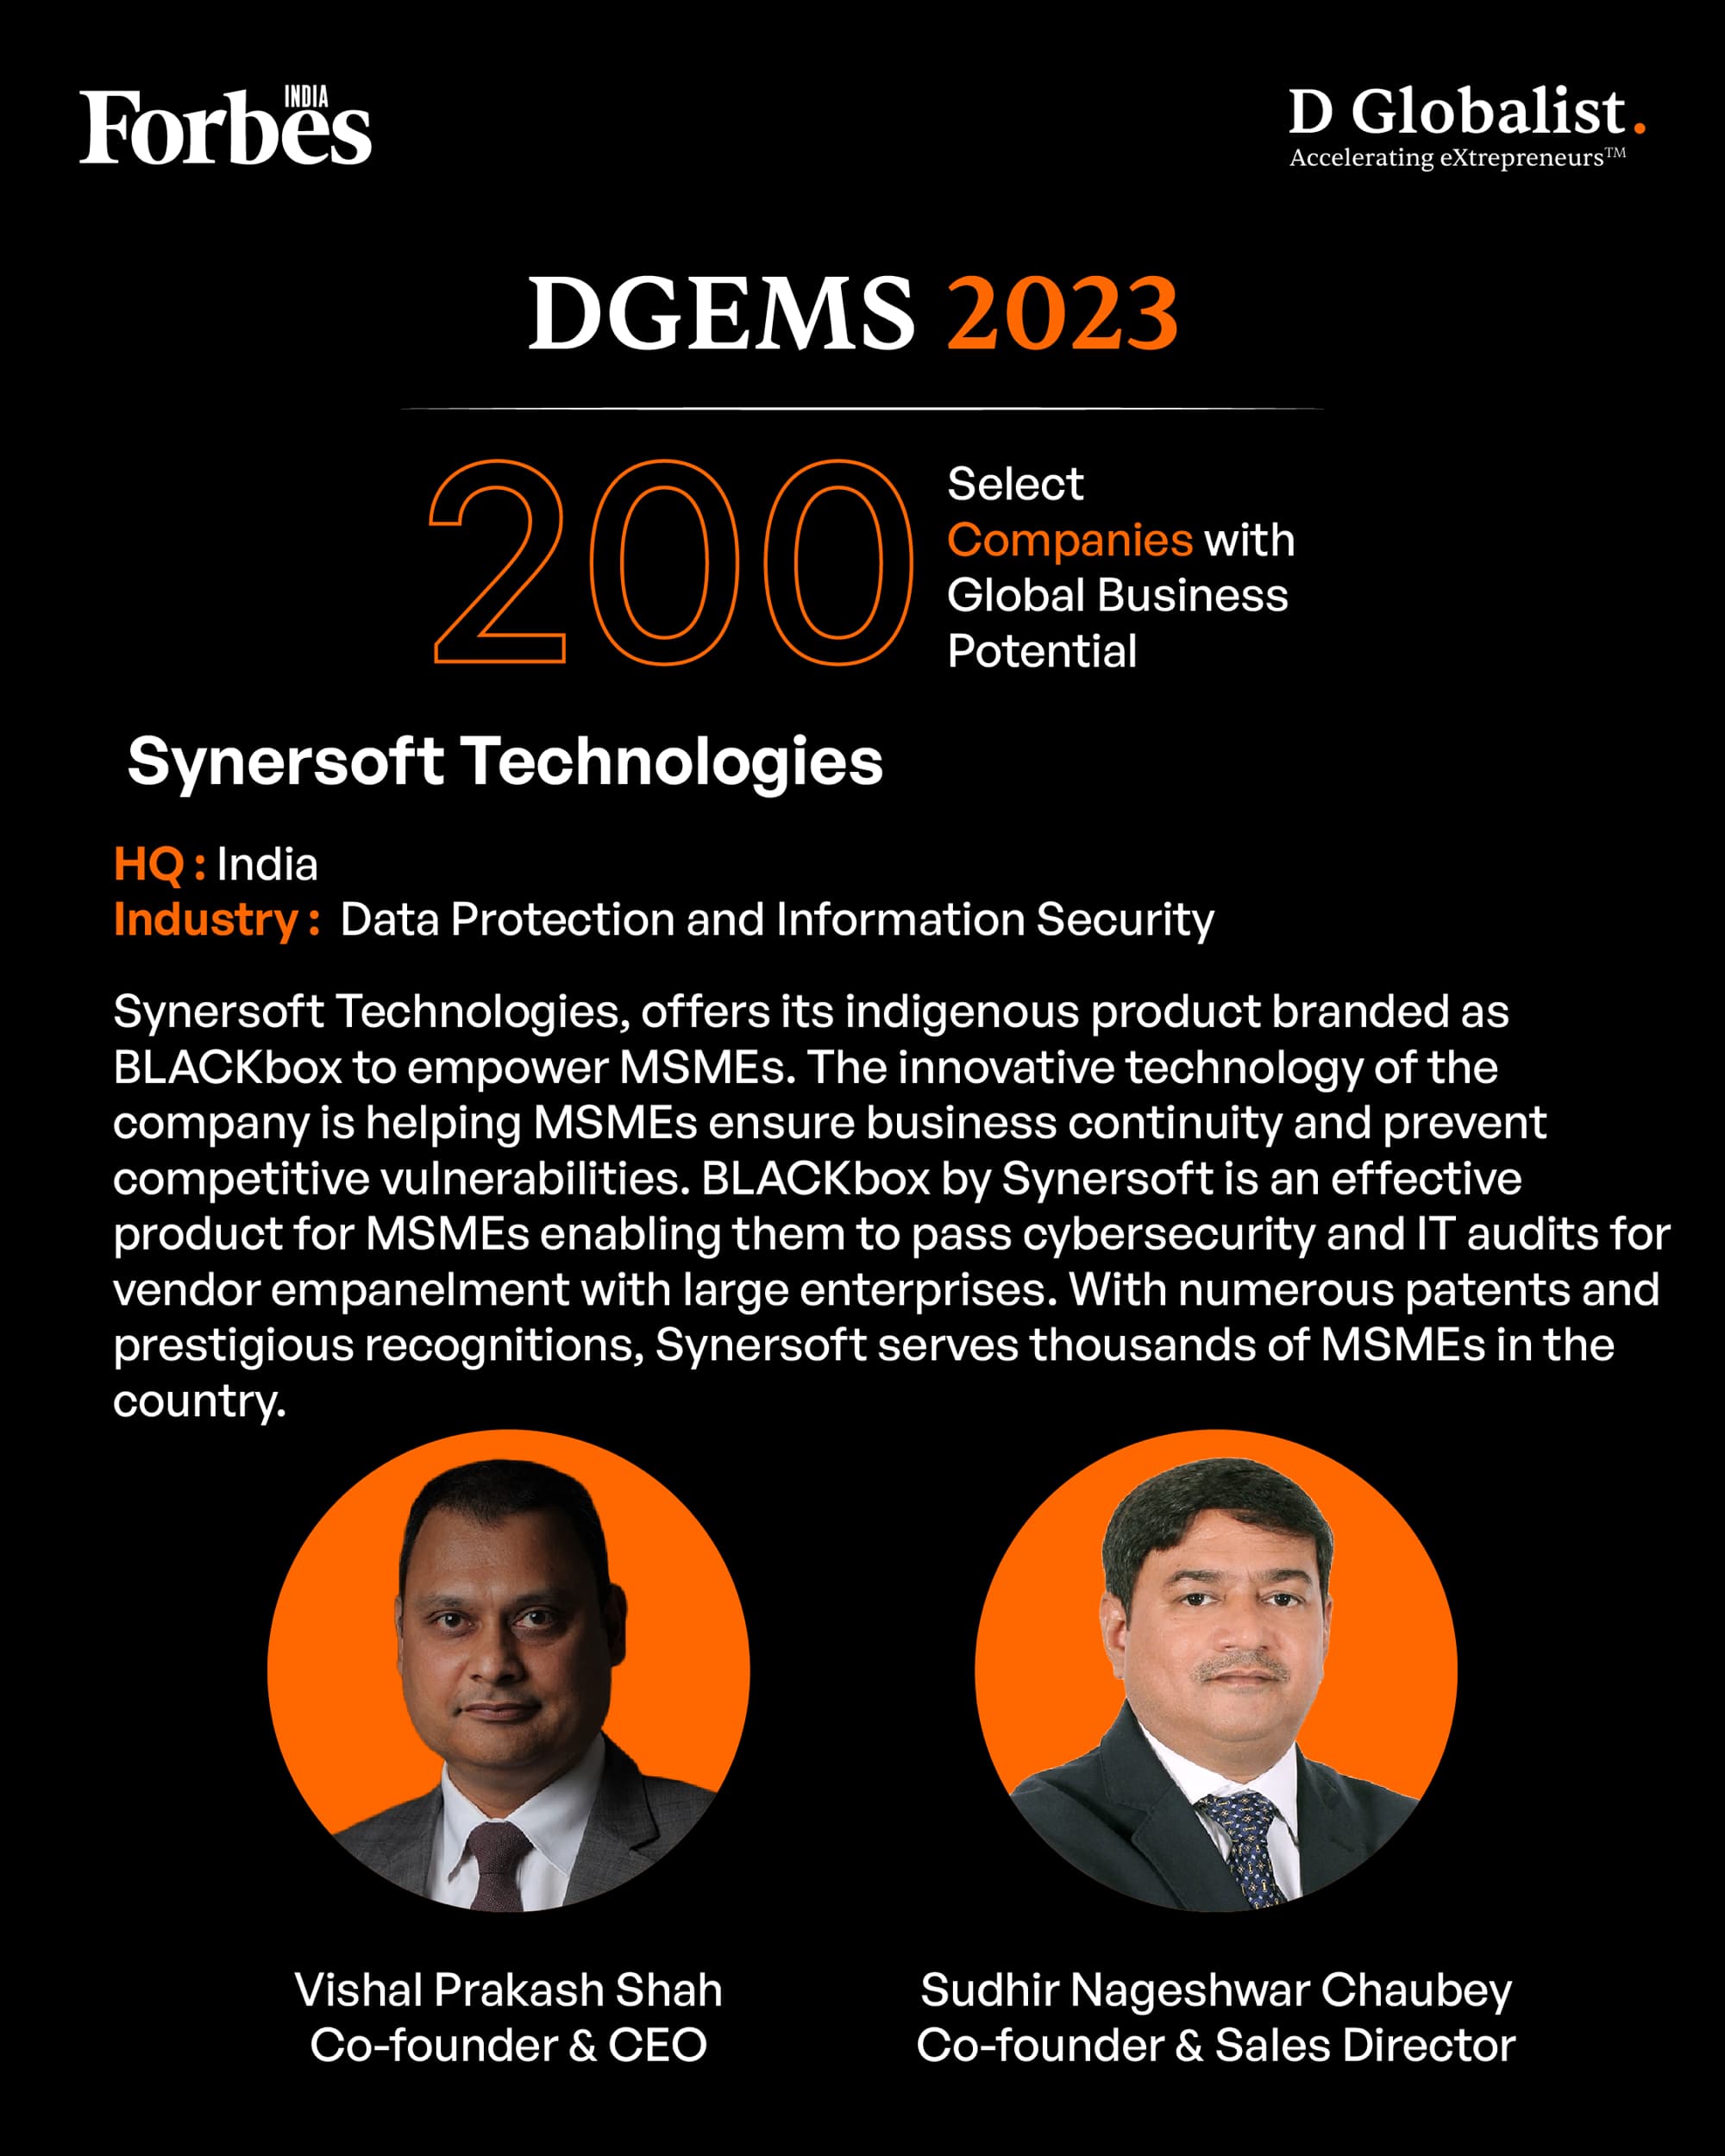 Forbes INDIA
D Globalist.
Accelerating eXtrepreneurs™
DGEMS 2023
200
Select
Companies with
Global Business
Potential
Synersoft Technologies
HQ : India
Industry : Data Protection and Information Security
Synersoft Technologies, offers its indigenous product branded as
BLACKbox to empower MSMEs. The innovative technology of the
company is helping MSMEs ensure business continuity and prevent
competitive vulnerabilities. BLACKbox by Synersoft is an effective
product for MSMEs enabling them to pass cybersecurity and IT audits for
vendor empanelment with large enterprises. With numerous patents and
prestigious recognitions, Synersoft serves thousands of MSMEs in the
country.
Vishal Prakash Shah
Co-founder & CEO
Sudhir Nageshwar Chaubey
Co-founder & Sales Director